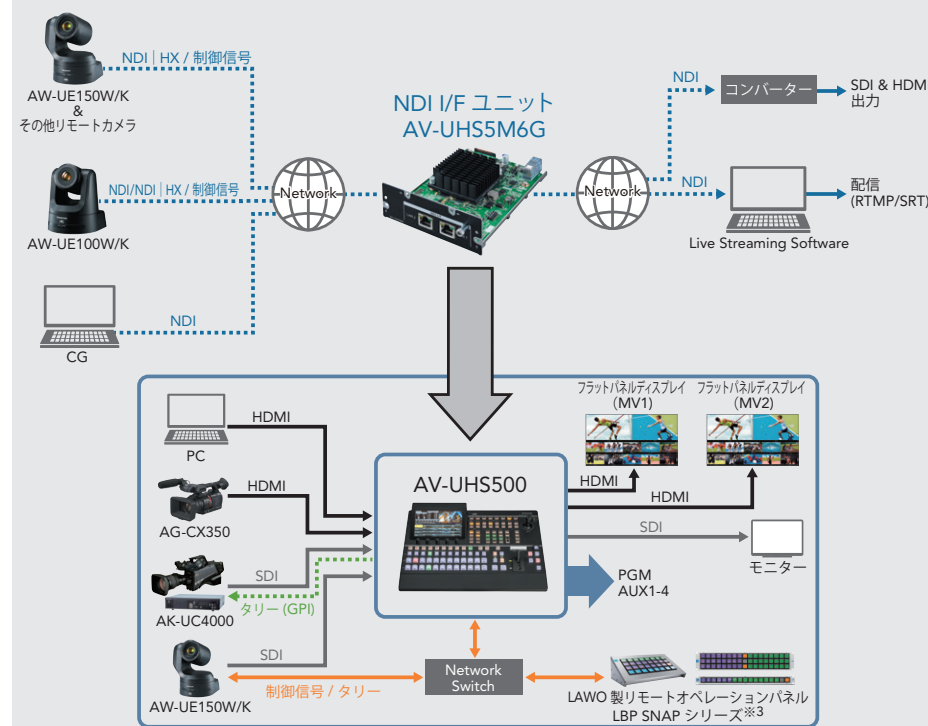 NDI｜HX / 制御信号
AW-UE150W/K
&
その他リモートカメラ
NDI/NDI｜HX / 制御信号
AW-UE100W/K
NDI
CG
Network
NDI I/F ユニット
AV-UHS5M6G
Network
NDI
コンバーター
SDI & HDMI
出力
NDI
Live Streaming Software
配信
(RTMP/SRT)
HDMI
PC
HDMI
AG-CX350
SDI
タリー (GPI)
AK-UC4000
SDI
制御信号 / タリー
AW-UE150W/K
AV-UHS500
フラットパネルディスプレイ
（MV1）
フラットパネルディスプレイ
（MV2）
HDMI
HDMI
SDI
モニター
PGM
AUX1-4
Network
Switch
LAWO 製リモートオペレーションパネル
LBP SNAP シリーズ※3